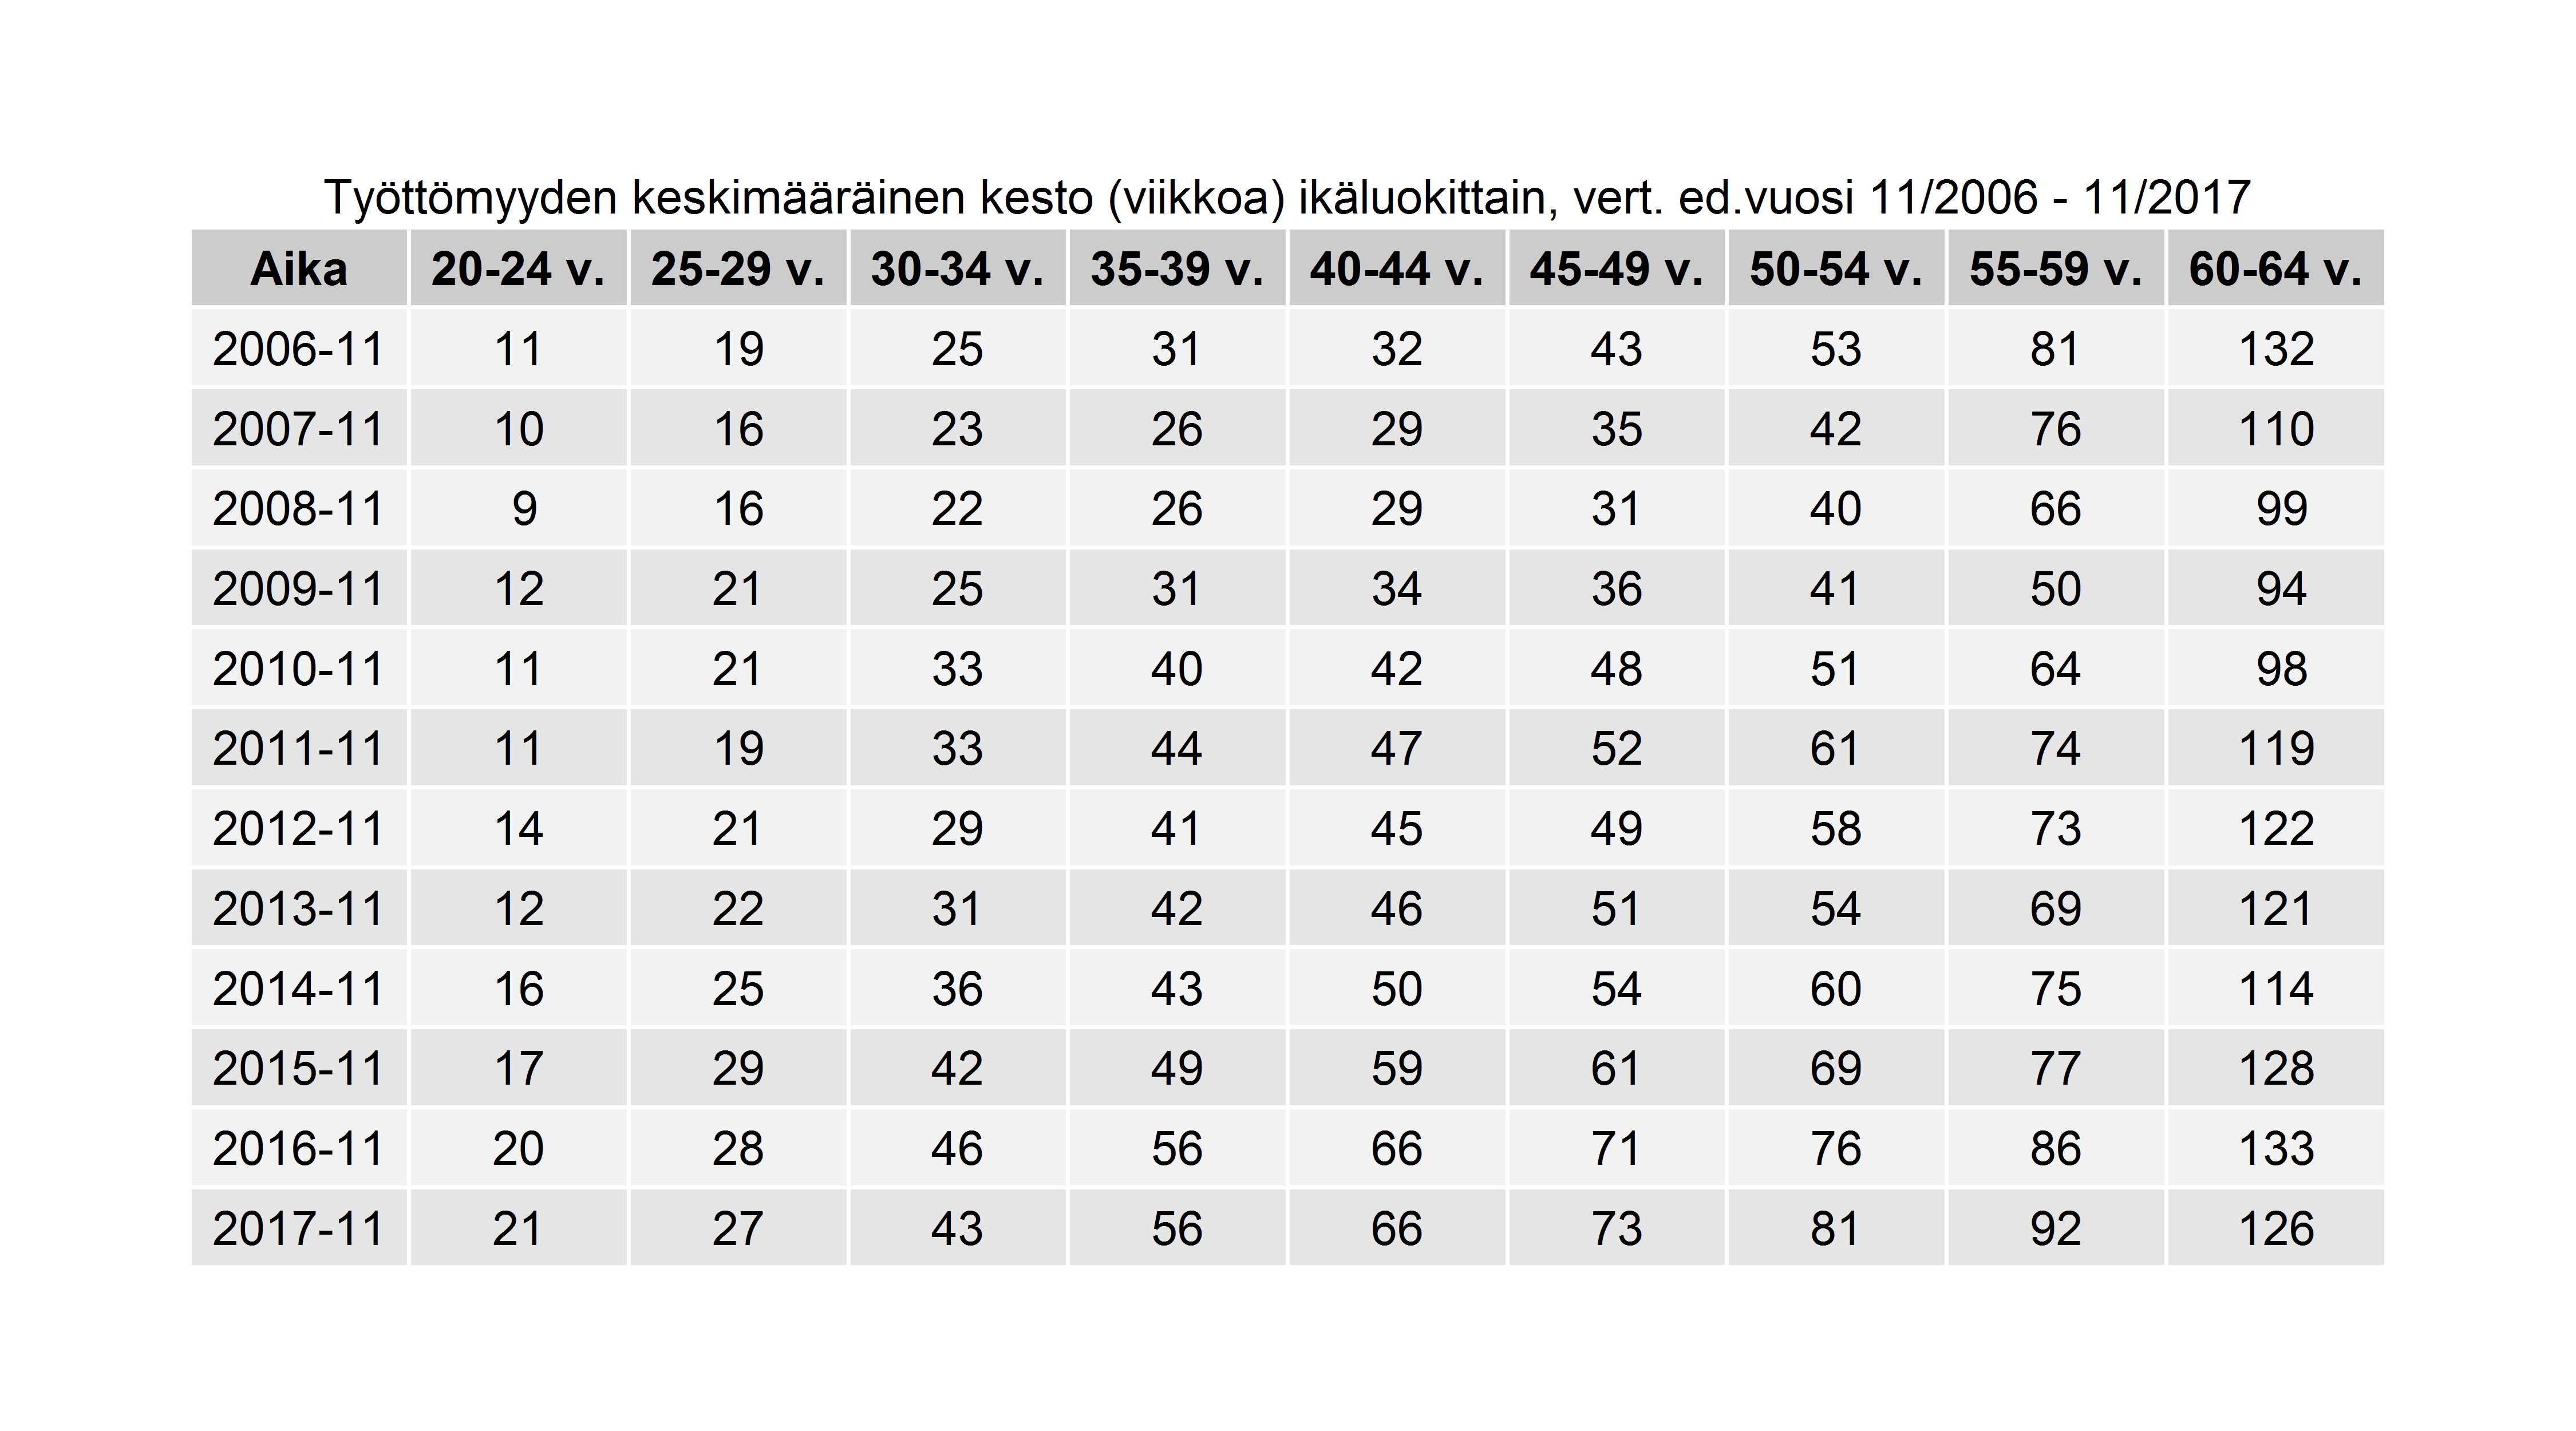 Työttömyyden keskimääräinen kesto (viikkoa) ikäluokittain, vert. ed.vuosi 11/2006 - 11/2017
Aika 20-24 v. 25-29 v. 30-34 v. 35-39 v. 40-44 v. 45-49 v. 50-54 v. 55-59 v. 60-64 v.
2006-11 11 19 25 31 32 43 53 81 132
2007-11 10 16 23 26 29 35 42 76 110
2008-11 9 16 22 26 29 31 40 66 99
2009-11 12 21 25 31 34 36 41 50 94
2010-11 11 21 33 40 42 48 51 64 98
2011-11 11 19 33 44 47 52 61 74 119
2012-11 14 21 29 41 45 49 58 73 122
2013-11 12 22 31 42 46 51 54 69 121
2014-11 16 25 36 43 50 54 60 75 114
2015-11 17 29 42 49 59 61 69 77 128
2016-11 20 28 46 56 66 71 76 86 133
2017-11 21 27 43 56 66 73 81 92 126